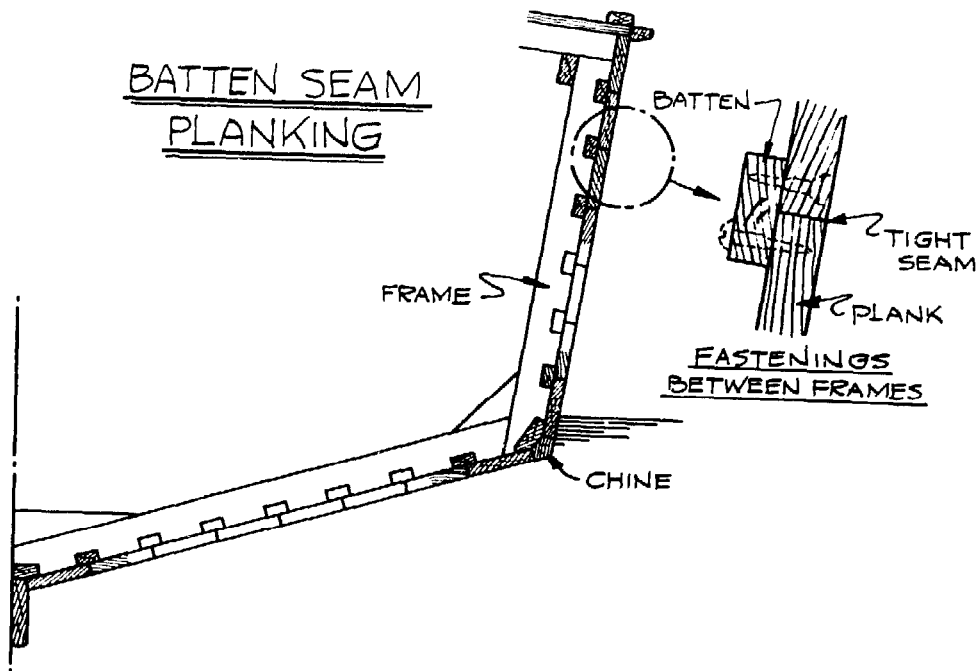 BATTEN SEAM
PLANKING
BATTEN
TIGHT
SEAM
FRAME
PLANK
FASTENINGS
BETWEEN FRAMES
CHINE